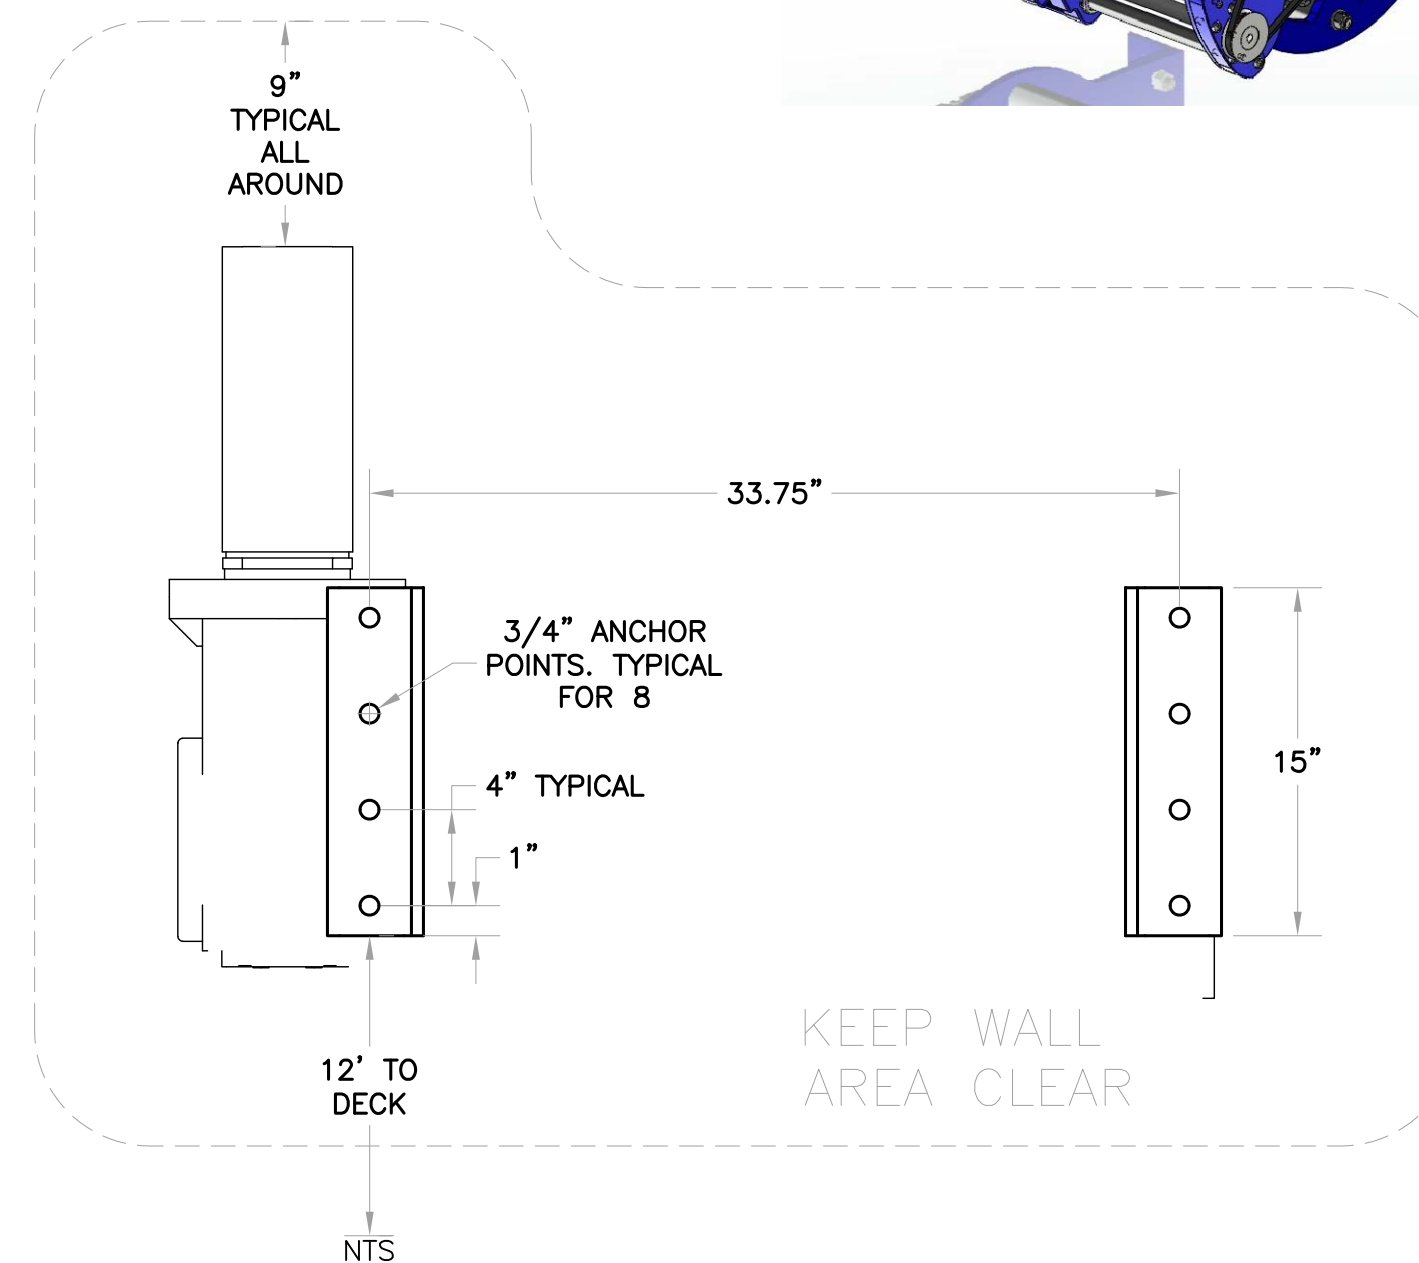 9”
TYPICAL
ALL
AROUND
33.75”
3/4” ANCHOR
POINTS. TYPICAL
FOR 8
4” TYPICAL
15”
1”
KEEP WALL
AREA CLEAR
12’ TO
DECK
NTS